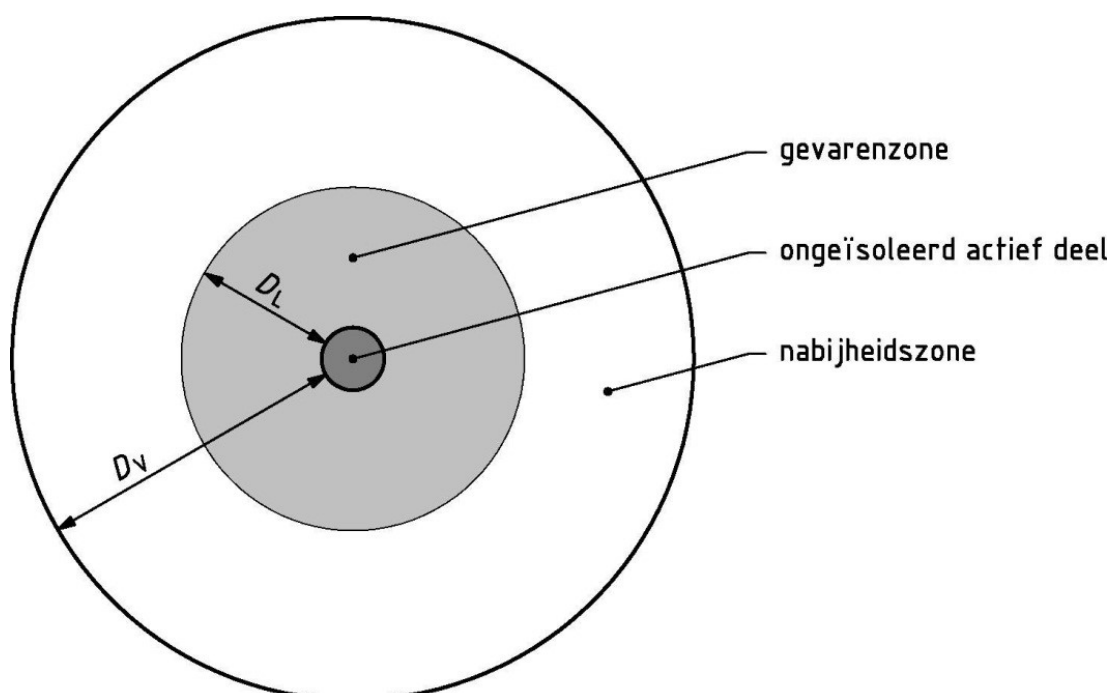 gevarenzone
ongeïsoleerd actief deel
nabijheidszone
DL
DV